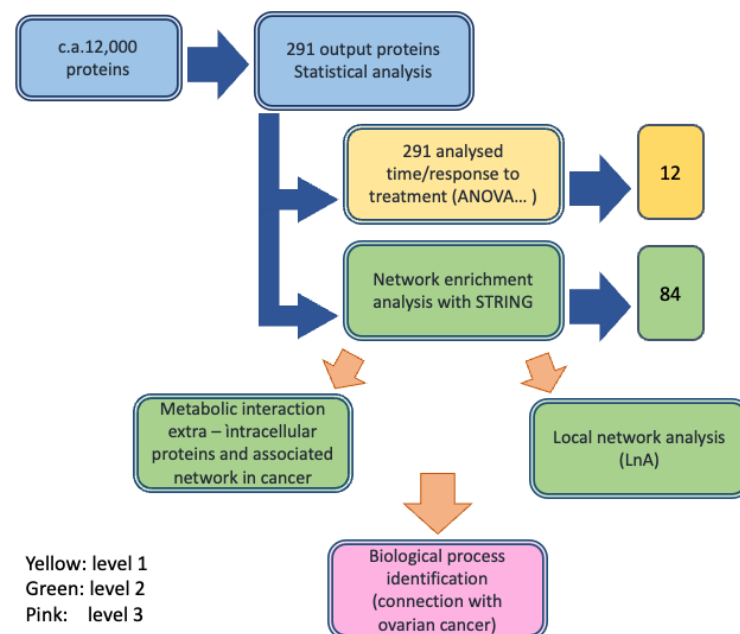 c.a.12,000
proteins
291 output proteins
Statistical analysis
291 analysed
time/response to
treatment (ANOVA... )
12
Network enrichment
analysis with STRING
84
Metabolic interaction
extra – ìntracellular
proteins and associated
network in cancer
Local network analysis
(LnA)
Biological process
identification
(connection with
ovarian cancer)
Yellow: level 1
Green: level 2
Pink: level 3